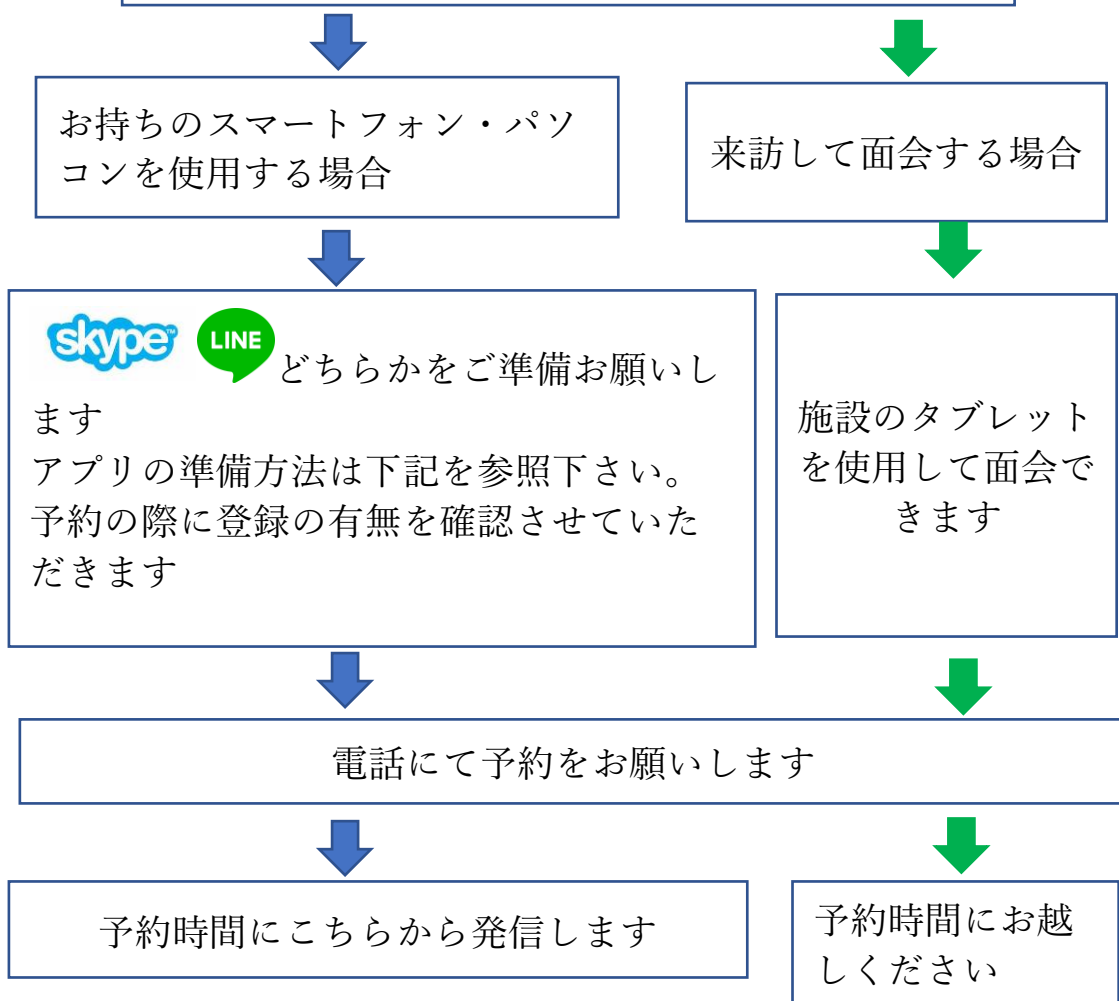 お持ちのスマートフォン・パソ
コンを使用する場合
来訪して面会する場合
skype LINE どちらかをご準備お願いし
ます
アプリの準備方法は下記を参照下さい。
予約の際に登録の有無を確認させていた
だきます
施設のタブレット
を使用して面会で
きます
電話にて予約をお願いします
予約時間にこちらから発信します
予約時間にお越
しください